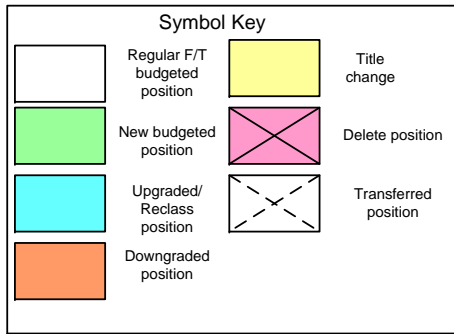 Symbol Key
Regular F/T
budgeted
position
Title
change
New budgeted
position
Delete position
Upgraded/
Reclass
position
Transferred
position
Downgraded
position